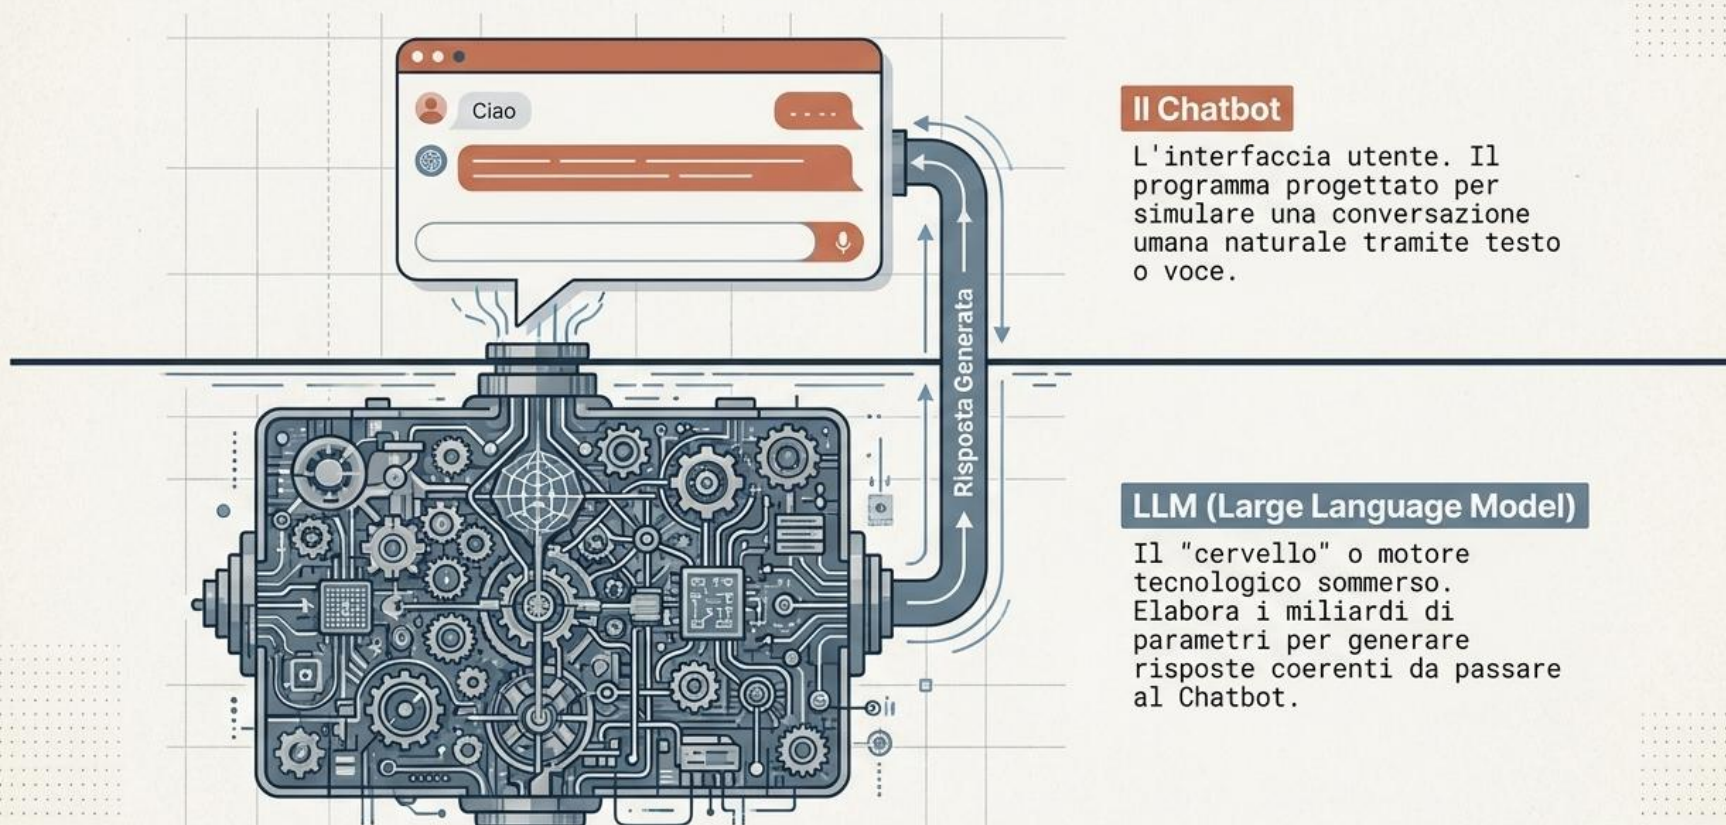 Ciao
Il Chatbot
L'interfaccia utente. Il
programma progettato per
simulare una conversazione
umana naturale tramite testo
o voce.
Risposta Generata
LLM (Large Language Model)
Il "cervello" o motore
tecnologico sommerso.
Elabora i miliardi di
parametri per generare
risposte coerenti da passare
al Chatbot.